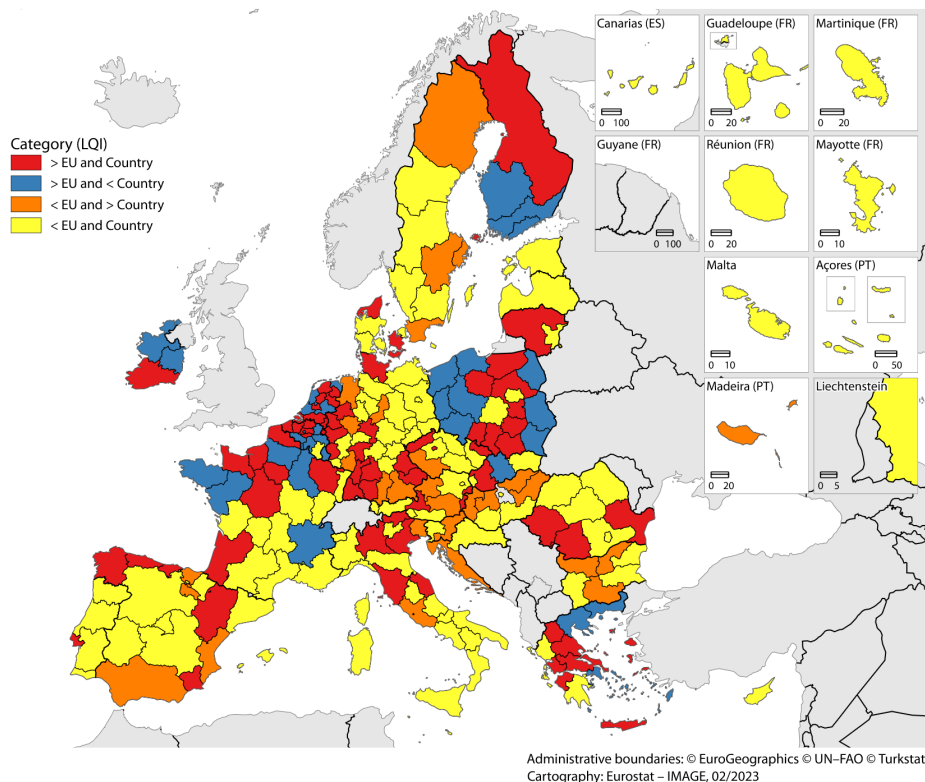 Category (LQI)
> EU and Country
> EU and < Country
< EU and > Country
< EU and Country
Canarias (ES)
0 100
Guadeloupe (FR)
0 20
Martinique (FR)
0 20
Guyane (FR)
0 100
Réunion (FR)
0 20
Mayotte (FR)
0 10
Malta
0 10
Açores (PT)
0 50
Madeira (PT)
0 20
Liechtenstein
0 5
Administrative boundaries: © EuroGeographics © UN–FAO © Turkstat
Cartography: Eurostat – IMAGE, 02/2023